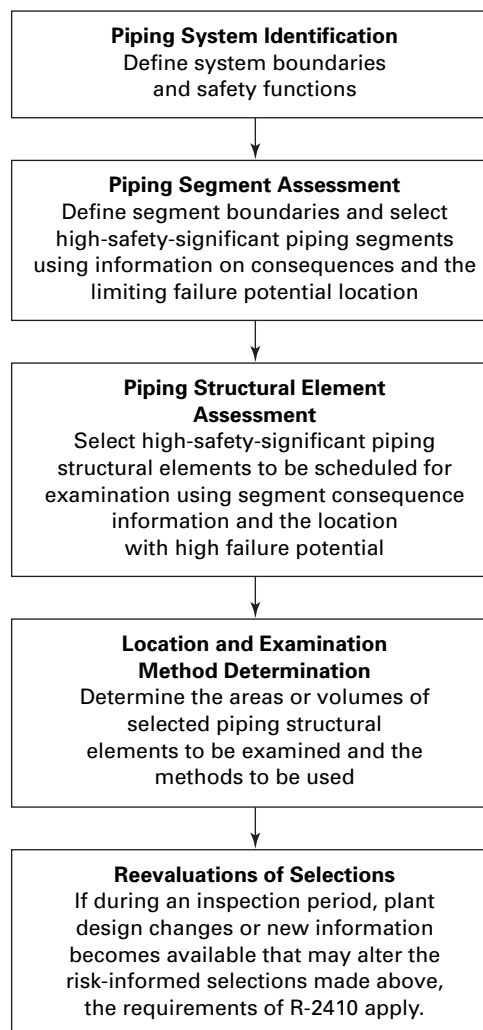 Piping System Identification
Define system boundaries
and safety functions
Piping Segment Assessment
Define segment boundaries and select
high-safety-significant piping segments
using information on consequences and the
limiting failure potential location
Piping Structural Element
Assessment
Select high-safety-significant piping
structural elements to be scheduled for
examination using segment consequence
information and the location
with high failure potential
Location and Examination
Method Determination
Determine the areas or volumes of
selected piping structural
elements to be examined and the
methods to be used
Reevaluations of Selections
If during an inspection period, plant
design changes or new information
becomes available that may alter the
risk-informed selections made above,
the requirements of R-2410 apply.